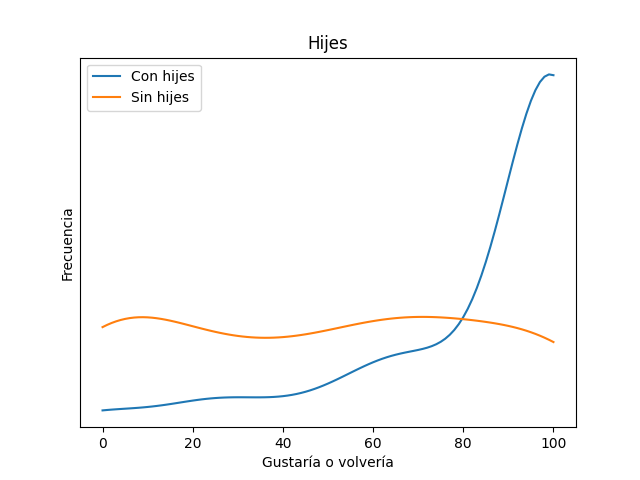 Hijes
Con hijes
Sin hijes
Frecuencia
0 20 40 60 80 100
Gustaría o volvería